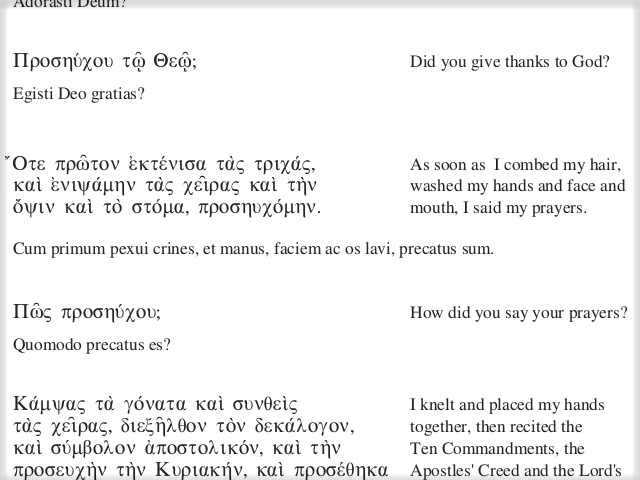 Adorasti Deum?
Προσηύχου τῷ Θεῷ;
Did you give thanks to God?
Egisti Deo gratias?
Ὅτε πρῶτον ἐκτένισα τὰς τριχάς,
καὶ ἐνιψάμην τὰς χεῖρας καὶ τὴν
ὄψιν καὶ τὸ στόμα, προσηυχόμην.
As soon as I combed my hair,
washed my hands and face and
mouth, I said my prayers.
Cum primum pexui crines, et manus, faciem ac os lavi, precatus sum.
Πῶς προσηύχου;
How did you say your prayers?
Quomodo precatus es?
Κάμψας τὰ γόνατα καὶ συνθεὶς
τὰς χεῖρας, διεξῆλθον τὸν δεκάλογον,
καὶ σύμβολον ἀποστολικόν, καὶ τὴν
προσευχὴν τὴν Κυριακήν, καὶ προσέθηκα
I knelt and placed my hands
together, then recited the
Ten Commandments, the
Apostles' Creed and the Lord's